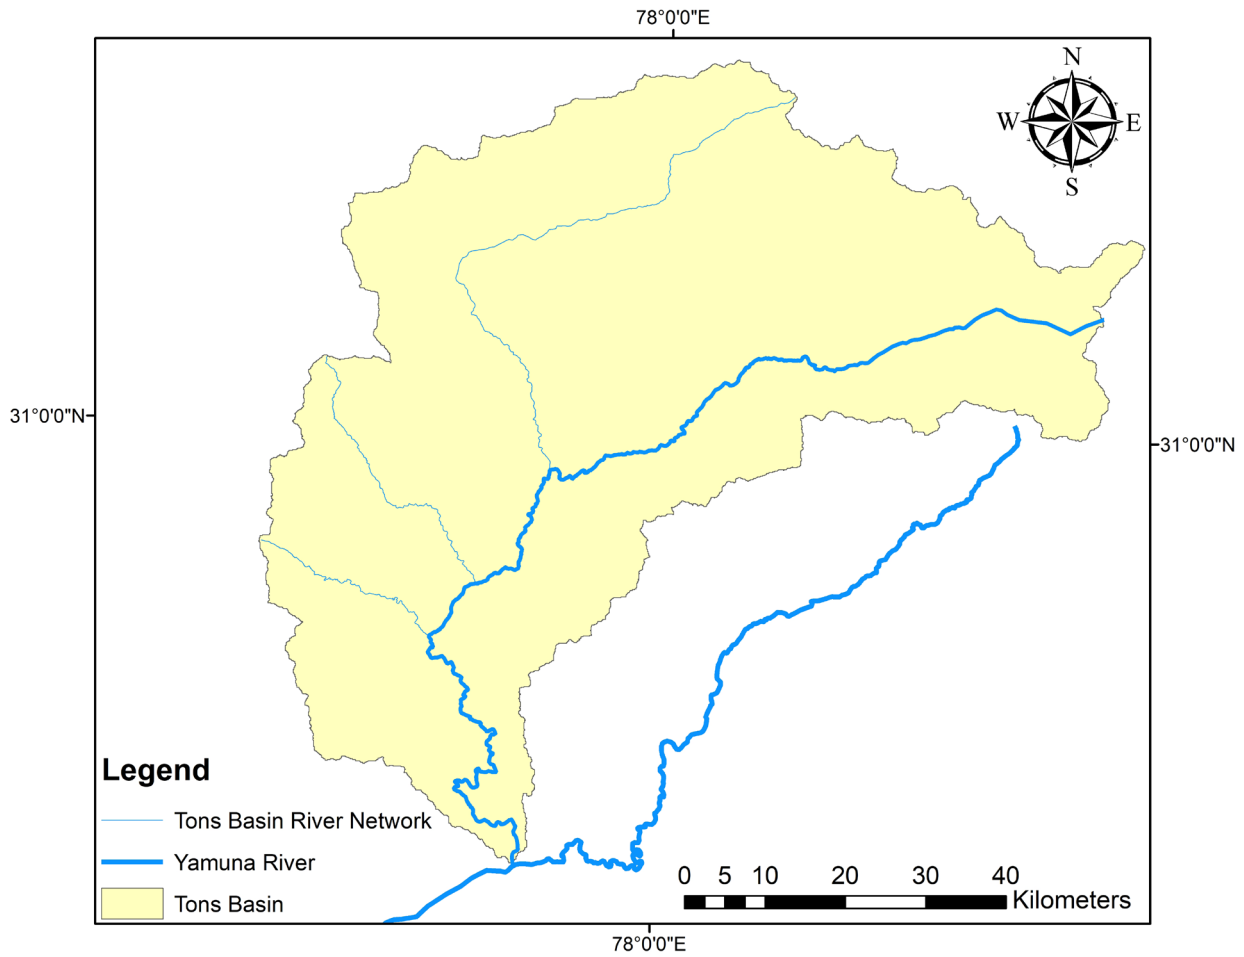 78°0'0"E
N
W
E
S
31°0'0"N
31°0'0"N
Legend
Tons Basin River Network
Yamuna River
Tons Basin
0 5 10 20 30 40
Kilometers
78°0'0"E